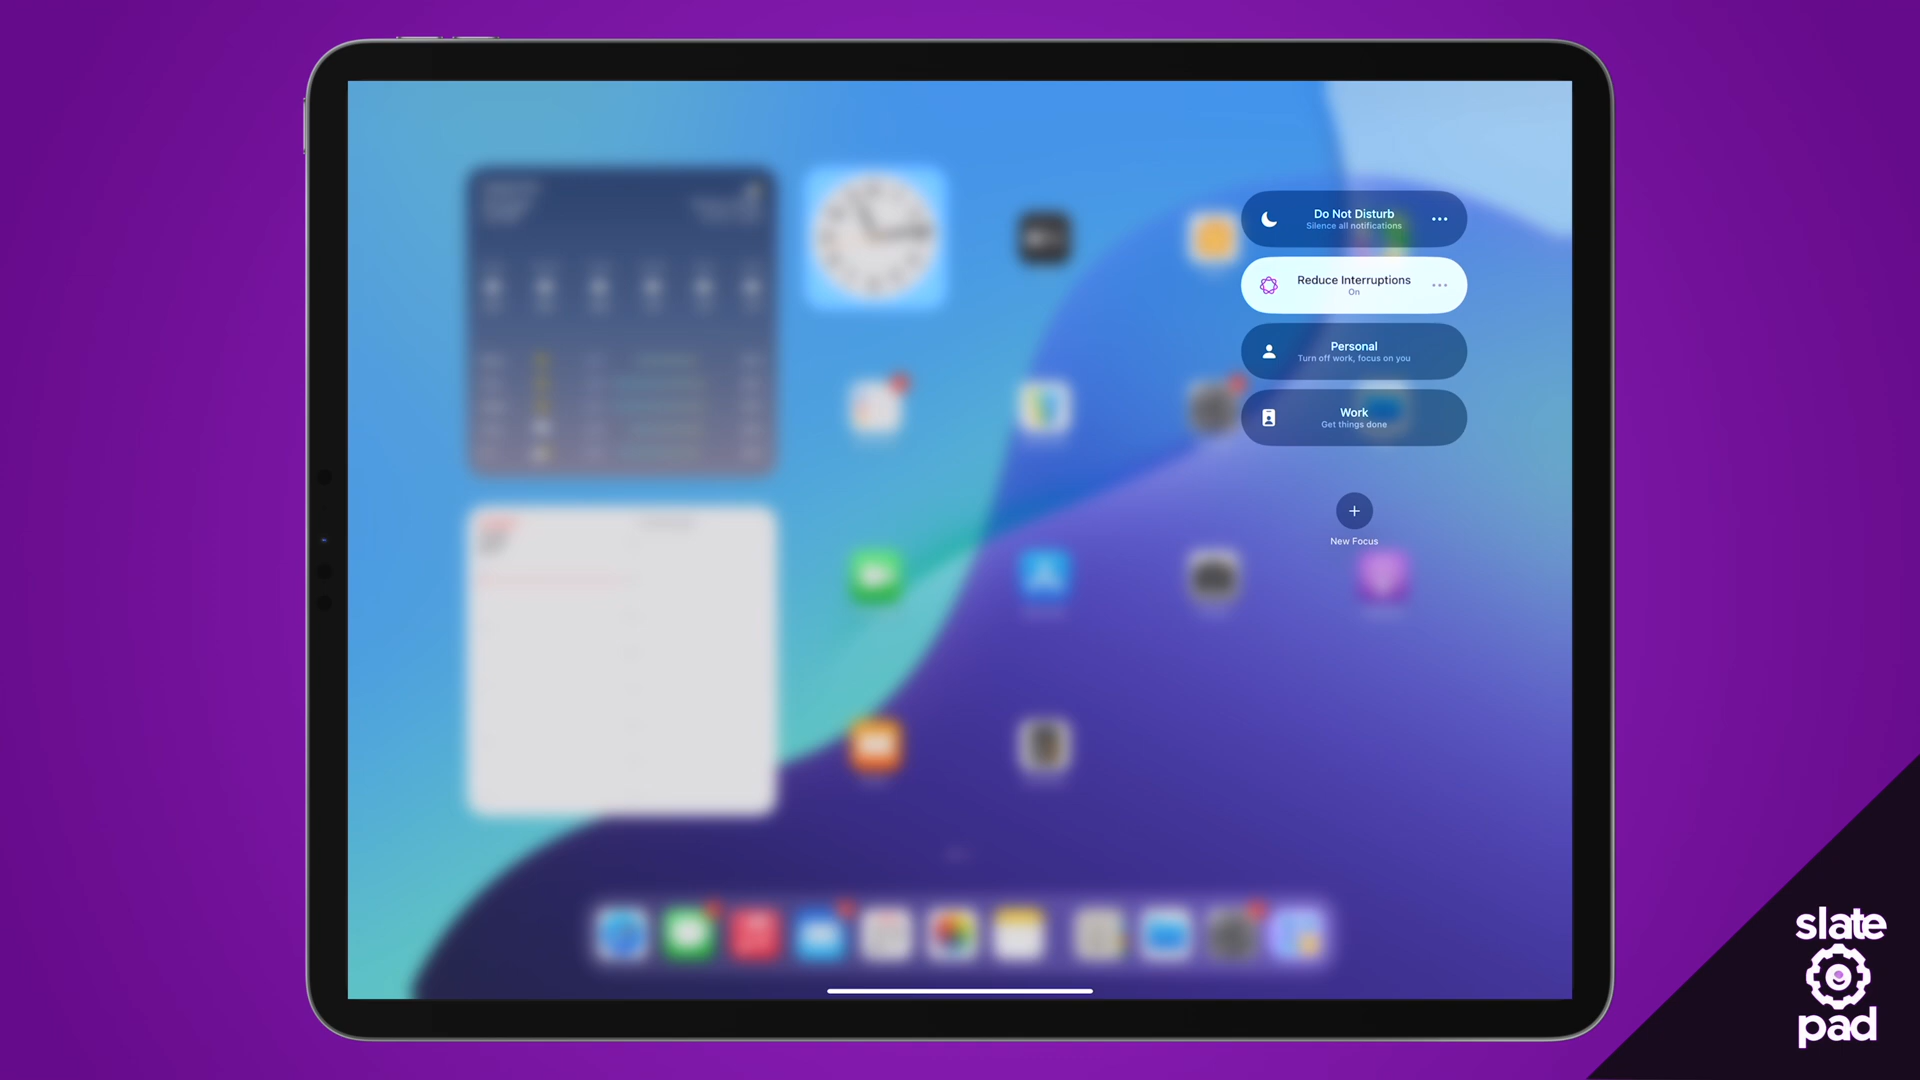 Do Not Disturb
Silence all notifications
Reduce Interruptions
On
Personal
Turn off work, focus on you
Work
Get things done
New Focus
slate
pad